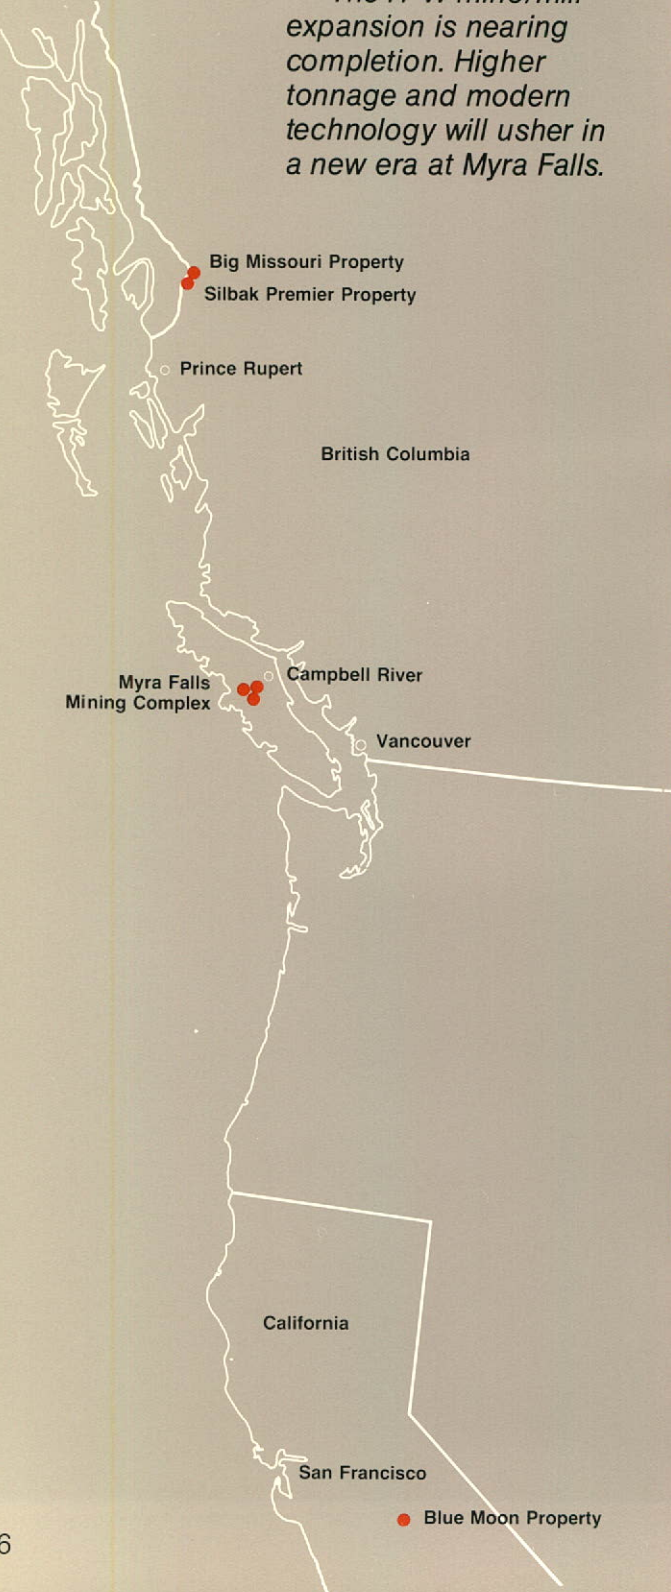 expansion is nearing
completion. Higher
tonnage and modern
technology will usher in
a new era at Myra Falls.
Big Missouri Property
Silbak Premier Property
Prince Rupert
British Columbia
Campbell River
Myra Falls
Mining Complex
Vancouver
California
San Francisco
Blue Moon Property
6